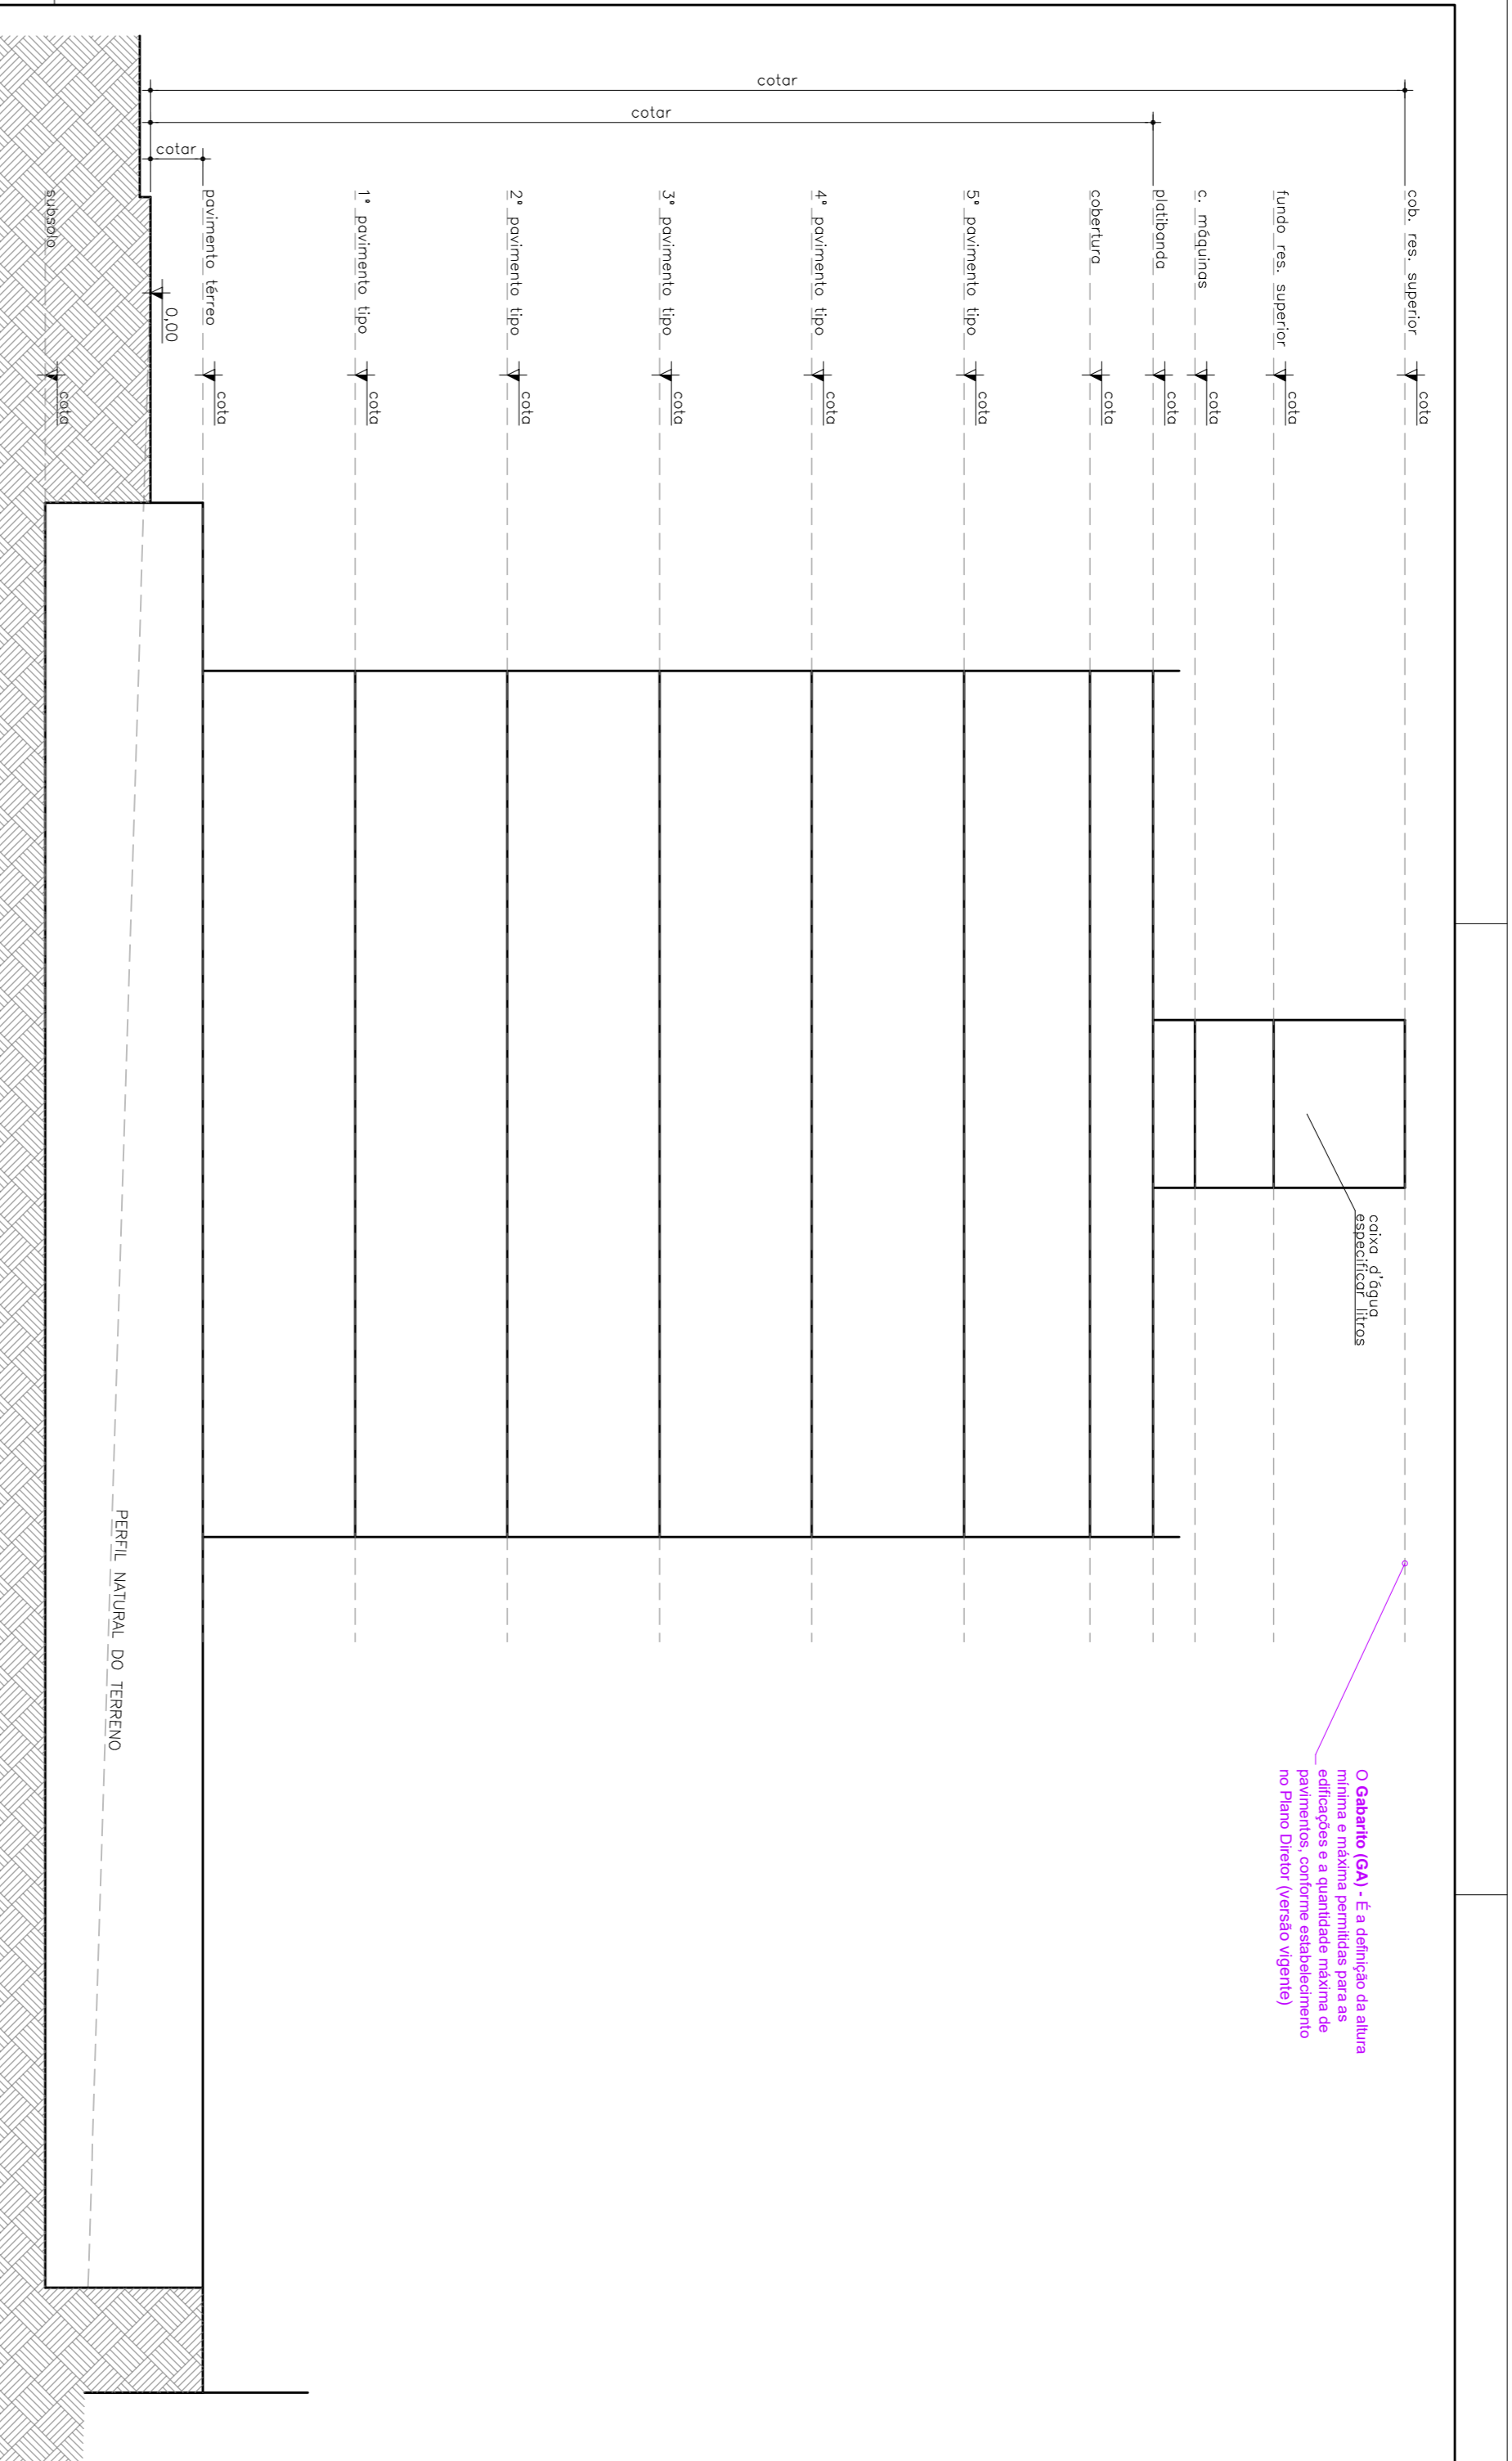 cotar
cotar
cotar
cob. res. superior
cota
fundo res. superior
cota
c. máquinas
cota
platibanda
cota
cobertura
cota
5° pavimento tipo
cota
4° pavimento tipo
cota
3° pavimento tipo
cota
2° pavimento tipo
cota
1° pavimento tipo
cota
pavimento térreo
cota
0,00
subsolo
cota
caixa d'água
especificar litros
O Gabarito (GA) - É a definição da altura
mínima e máxima permitidas para as
edificações e a quantidade máxima de
pavimentos, conforme estabelecimento
no Plano Diretor (versão vigente)
PERFIL NATURAL DO TERRENO